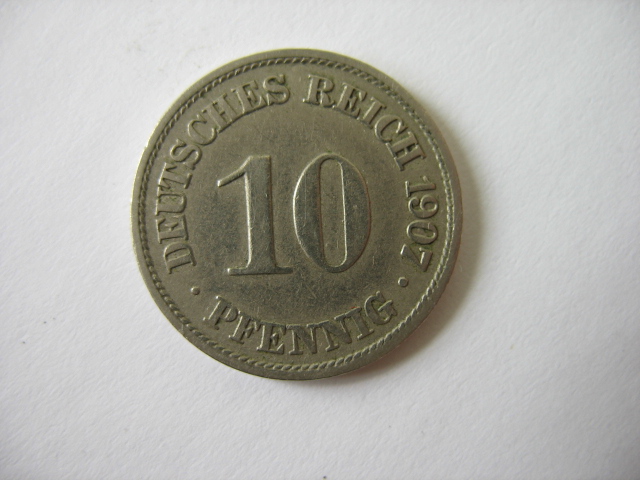 DEUTSCHES REICH 1907
10
· PFENNIG ·